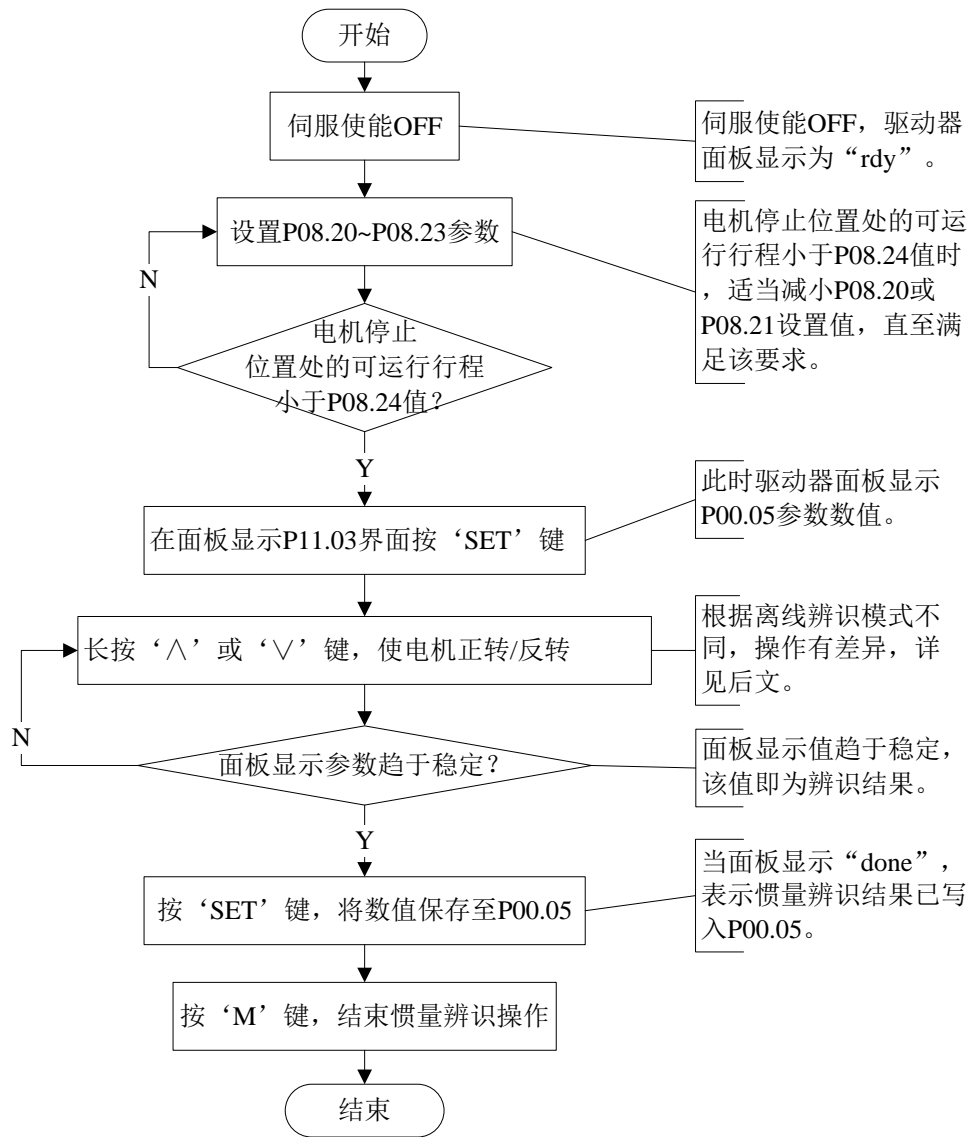 开始
伺服使能OFF
伺服使能OFF，驱动器
面板显示为“rdy”。
设置P08.20~P08.23参数
电机停止位置处的可运
行行程小于P08.24值时
，适当减小P08.20或
P08.21设置值，直至满
足该要求。
N
电机停止
位置处的可运行行程
小于P08.24值？
Y
在面板显示P11.03界面按‘SET’键
此时驱动器面板显示
P00.05参数数值。
长按‘∧’或‘∨’键，使电机正转/反转
根据离线辨识模式不
同，操作有差异，详
见后文。
N
面板显示参数趋于稳定？
面板显示值趋于稳定，
该值即为辨识结果。
Y
按‘SET’键，将数值保存至P00.05
当面板显示“done”，
表示惯量辨识结果已写
入P00.05。
按‘M’键，结束惯量辨识操作
结束